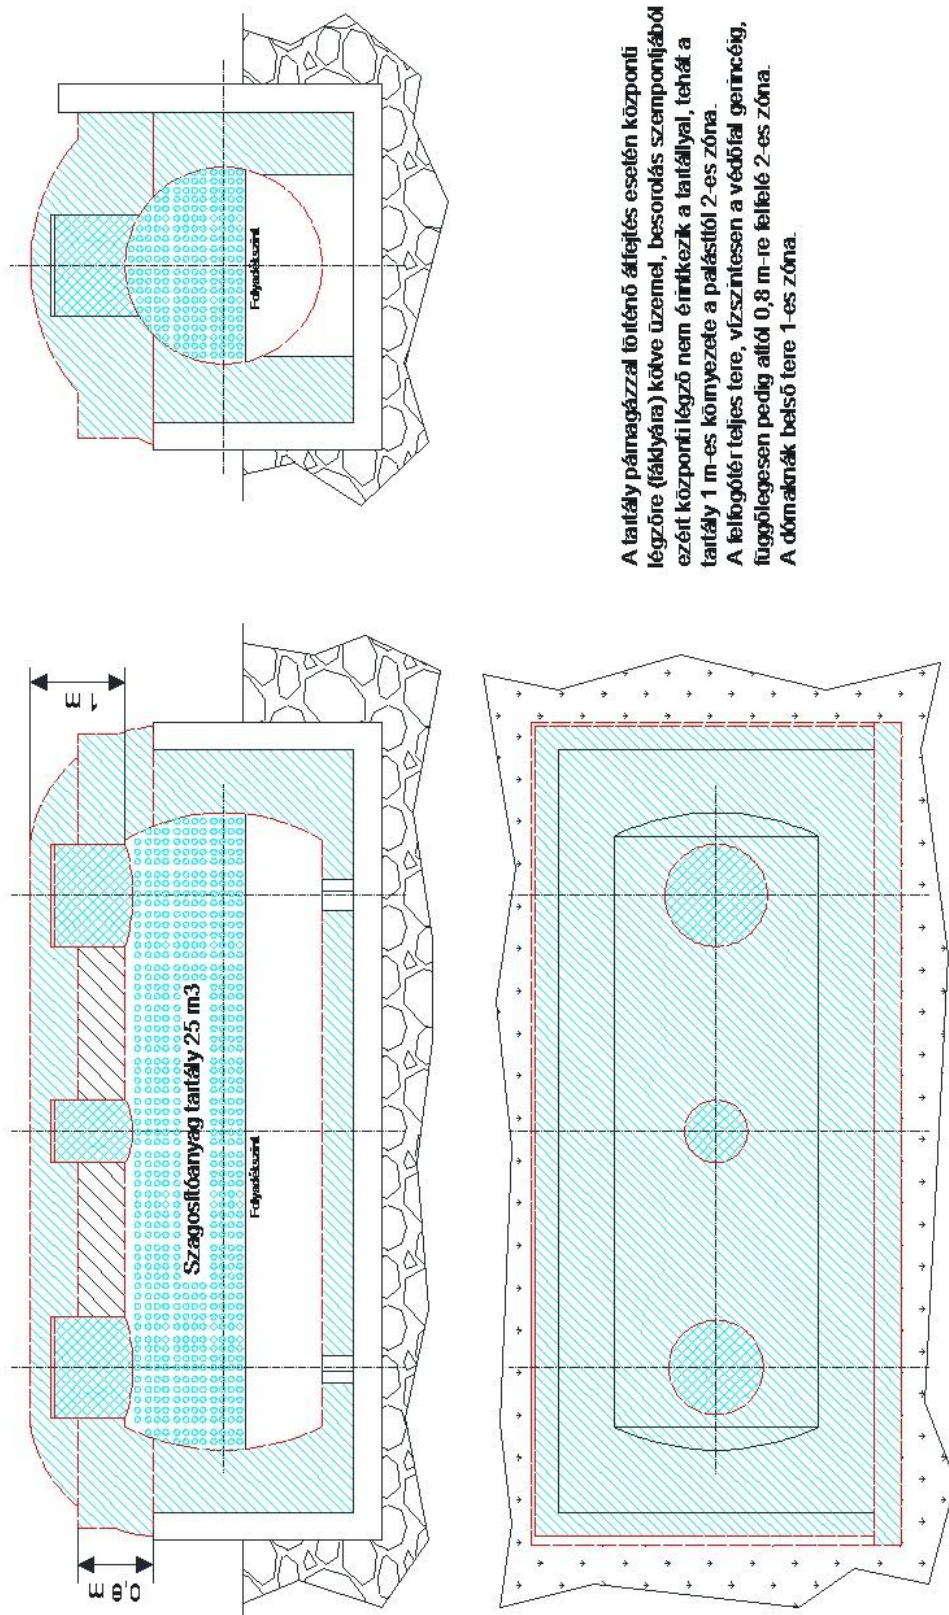 1 m
0,8 m
Szagosítóanyag tartály 25 m3
Folyadékszint
Folyadékszint
A tartály párnagázzal történő átfejtés esetén központi
légzőre (fáklyára) kötve üzemel, besorolás szempontjából
ezért központi légző nem érintkezik a tartállyal, tehát a
tartály 1 m-es környezete a palásttól 2-es zóna.
A felfogótér teljes tere, vízszintesen a védőfal gerincéig,
függőlegesen pedig attól 0,8 m-re felfelé 2-es zóna.
A dómaknák belső tere 1-es zóna.